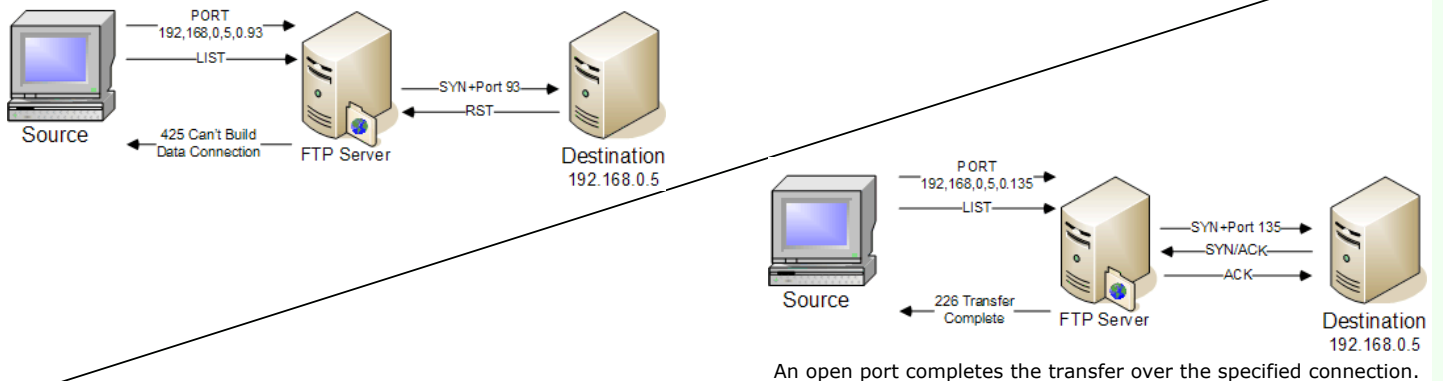 PORT
192,168,0,5,0.93
LIST
SYN+Port 93
RST
425 Can't Build
Data Connection
Source
FTP Server
Destination
192.168.0.5
PORT
192,168,0,5,0.135
LIST
SYN+Port 135
SYN/ACK
ACK
226 Transfer
Complete
Source
FTP Server
Destination
192.168.0.5
An open port completes the transfer over the specified connection.